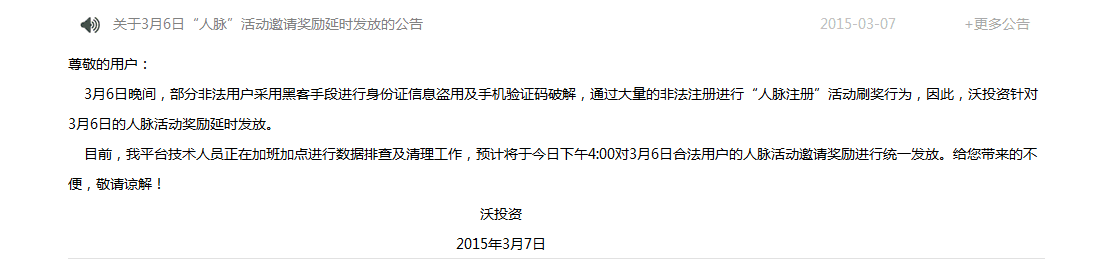 关于3月6日“人脉”活动邀请奖励延时发放的公告 2015-03-07 +更多公告
尊敬的用户：
3月6日晚间，部分非法用户采用黑客手段进行身份证信息盗用及手机验证码破解，通过大量的非法注册进行“人脉注册”活动刷奖行为，因此，沃投资针对
3月6日的人脉活动奖励延时发放。
目前，我平台技术人员正在加班加点进行数据排查及清理工作，预计将于今日下午4:00对3月6日合法用户的人脉活动邀请奖励进行统一发放。给您带来的不
便，敬请谅解！
沃投资
2015年3月7日